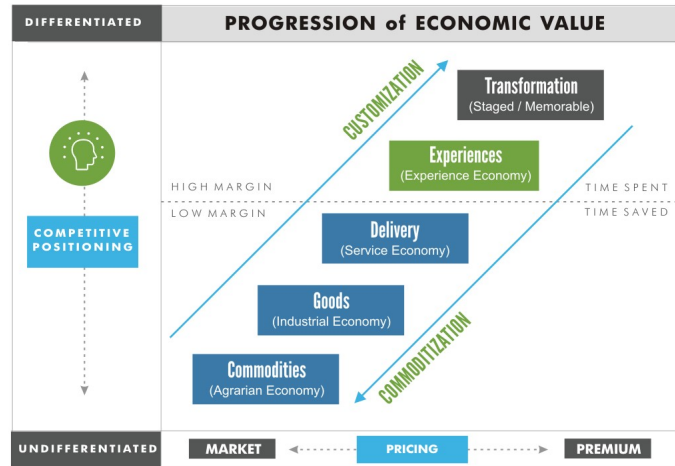 DIFFERENTIATED
PROGRESSION of ECONOMIC VALUE
CUSTOMIZATION
Transformation
(Staged / Memorable)
Experiences
(Experience Economy)
HIGH MARGIN
TIME SPENT
LOW MARGIN
TIME SAVED
COMPETITIVE
POSITIONING
Delivery
(Service Economy)
Goods
(Industrial Economy)
COMMODITIZATION
Commodities
(Agrarian Economy)
UNDIFFERENTIATED
MARKET
PRICING
PREMIUM